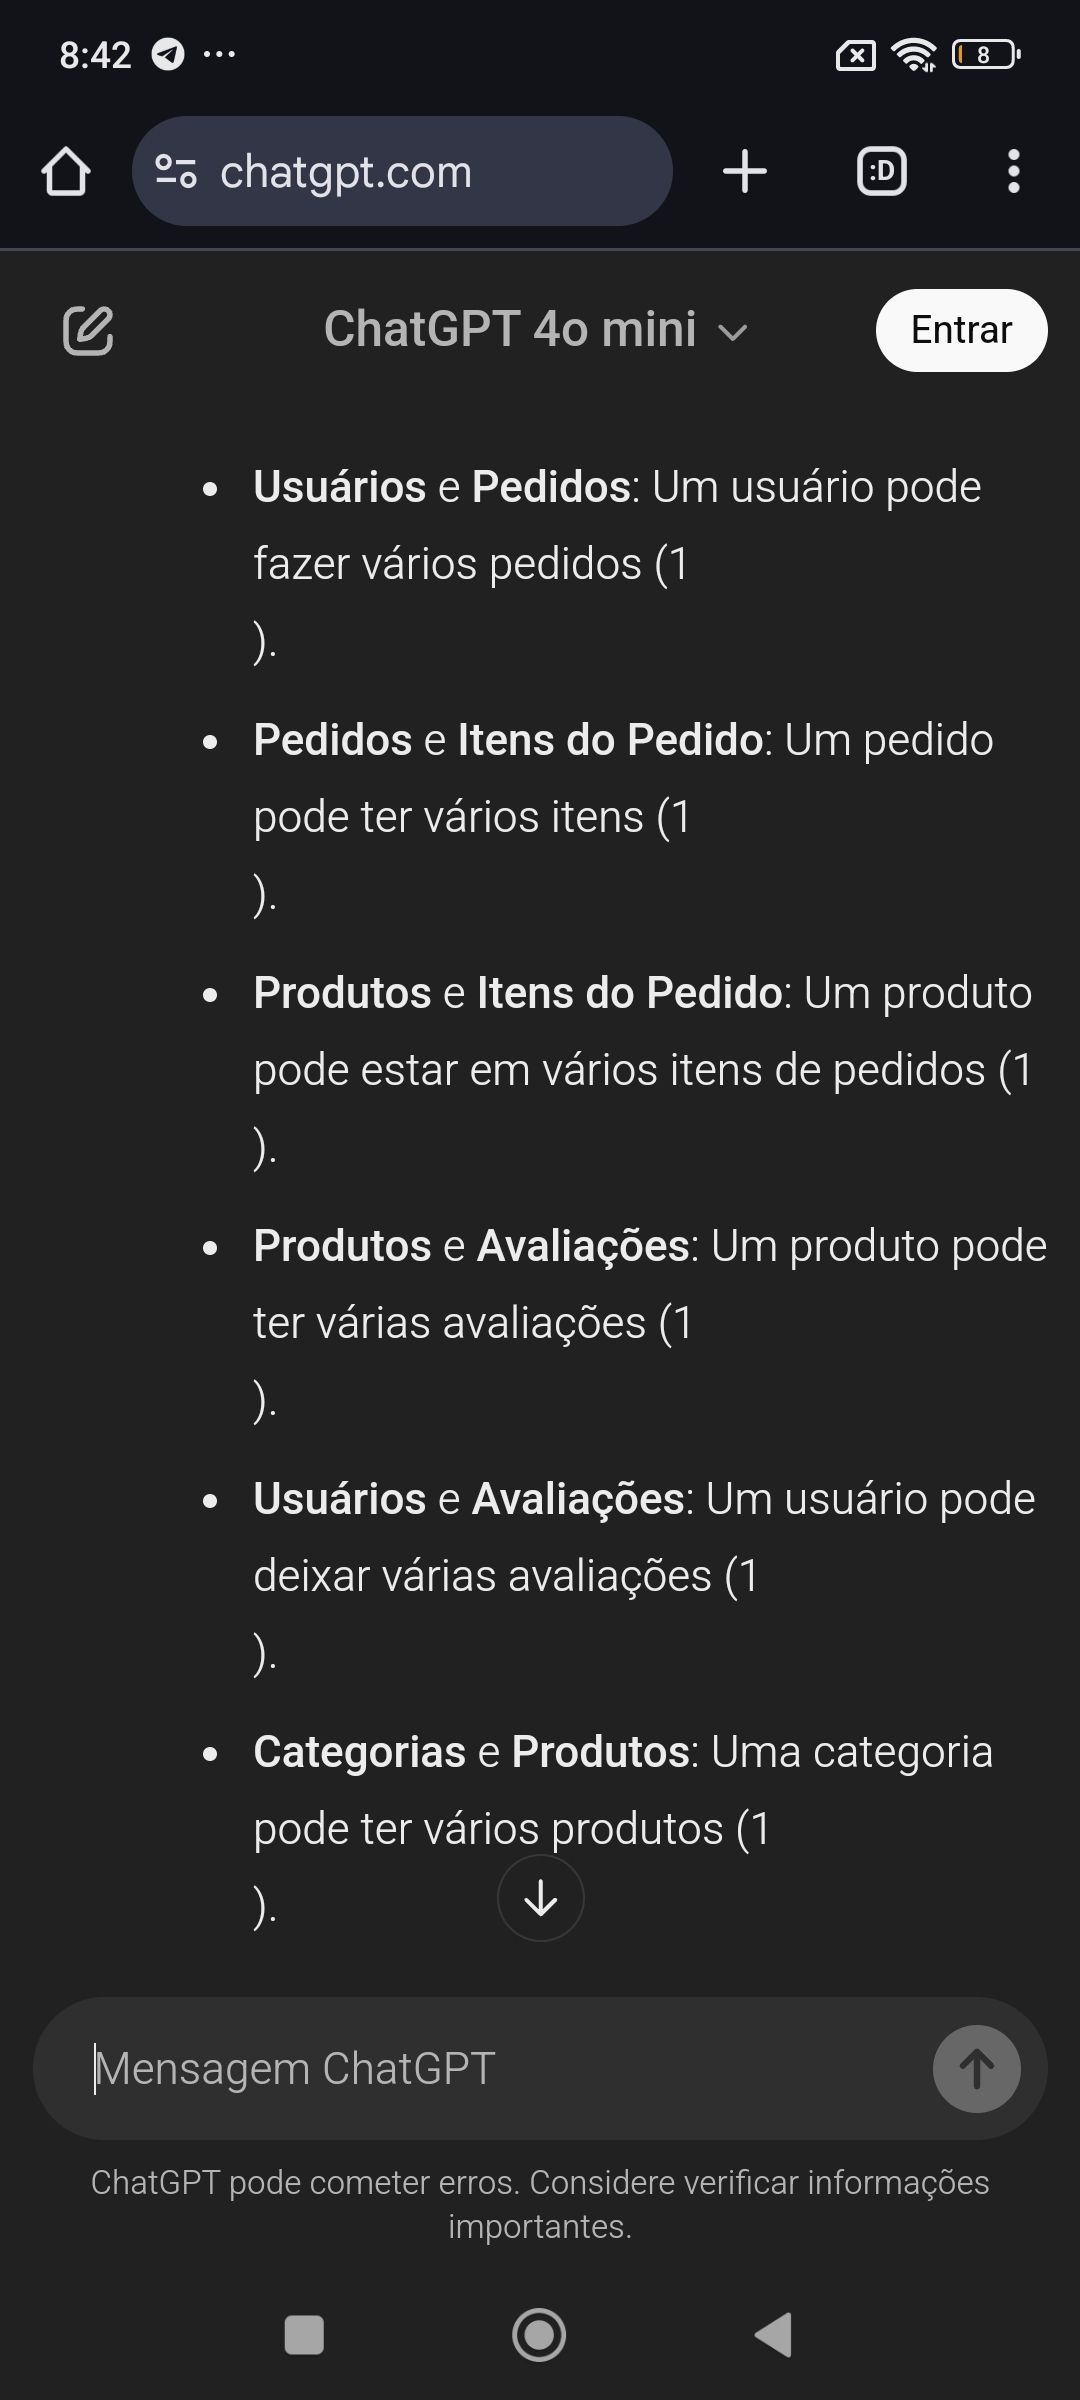 8:42
8
chatgpt.com
:D
ChatGPT 4o mini
Entrar
Usuários e Pedidos: Um usuário pode
fazer vários pedidos (1
).
Pedidos e Itens do Pedido: Um pedido
pode ter vários itens (1
).
Produtos e Itens do Pedido: Um produto
pode estar em vários itens de pedidos (1
).
Produtos e Avaliações: Um produto pode
ter várias avaliações (1
).
Usuários e Avaliações: Um usuário pode
deixar várias avaliações (1
).
Categorias e Produtos: Uma categoria
pode ter vários produtos (1
).
Mensagem ChatGPT
ChatGPT pode cometer erros. Considere verificar informações
importantes.